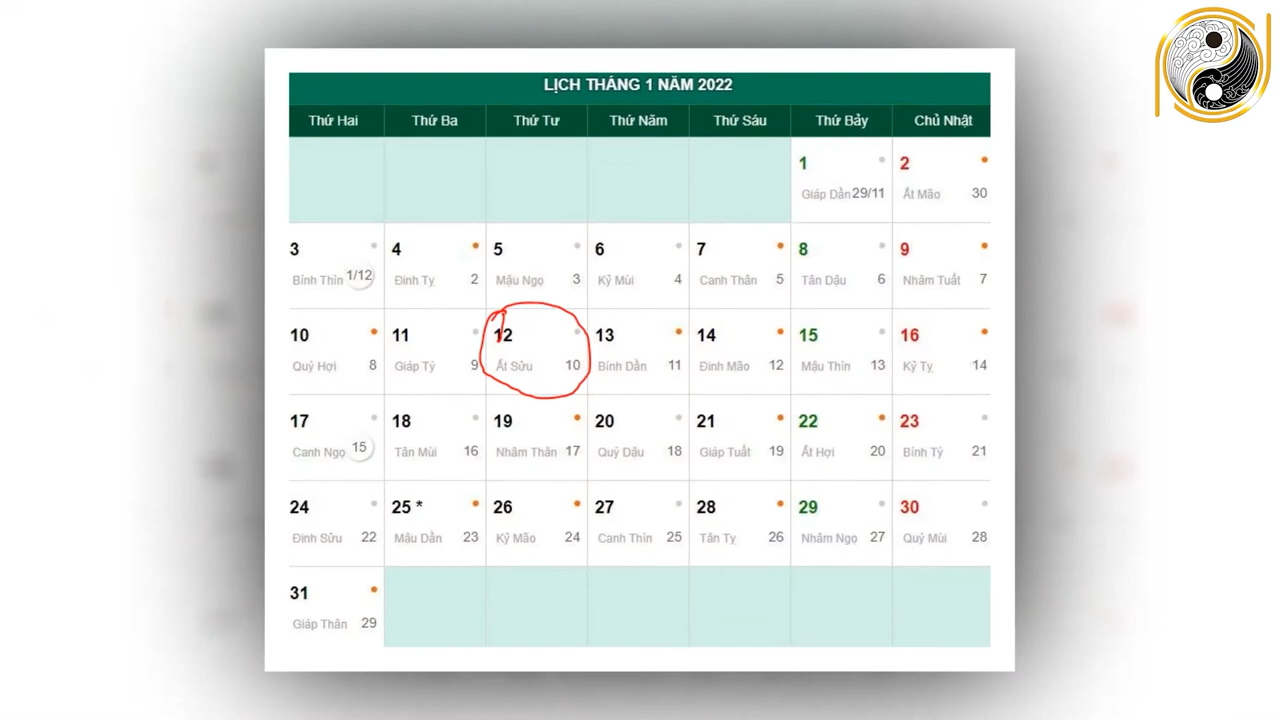 LỊCH THÁNG 1 NĂM 2022
Thứ Hai Thứ Ba Thứ Tư Thứ Năm Thứ Sáu Thứ Bảy Chủ Nhật
1 2
Giáp Dần 29/11 Ất Mão 30
3 4 5 6 7 8 9
Bính Thìn 1/12 Đinh Tỵ 2 Mậu Ngọ 3 Kỷ Mùi 4 Canh Thân 5 Tân Dậu 6 Nhâm Tuất 7
10 11 12 13 14 15 16
Quý Hợi 8 Giáp Tý 9 Ất Sửu 10 Bính Dần 11 Đinh Mão 12 Mậu Thìn 13 Kỷ Tỵ 14
17 18 19 20 21 22 23
Canh Ngọ 15 Tân Mùi 16 Nhâm Thân 17 Quý Dậu 18 Giáp Tuất 19 Ất Hợi 20 Bính Tý 21
24 25 * 26 27 28 29 30
Đinh Sửu 22 Mậu Dần 23 Kỷ Mão 24 Canh Thìn 25 Tân Tỵ 26 Nhâm Ngọ 27 Quý Mùi 28
31
Giáp Thân 29